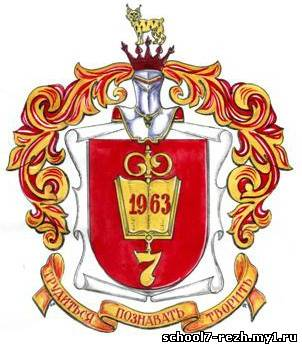 1963
7
ТРУДИТЬСЯ ПОЗНАВАТЬ ТВОРИТЬ
school7-rezh.my1.ru